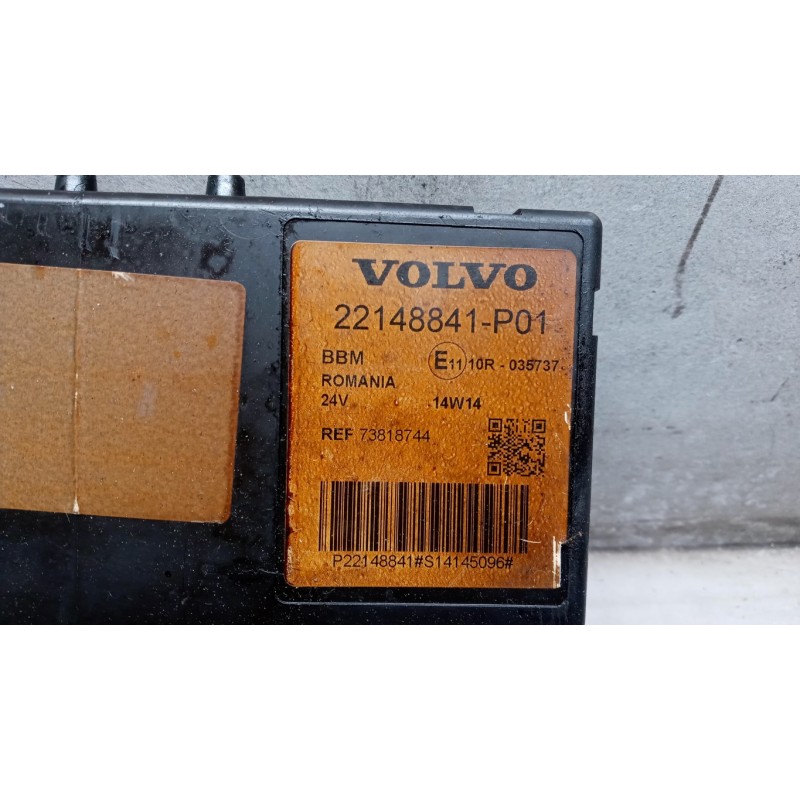 VOLVO
22148841-P01
BBM E11 10R - 035737
ROMANIA
24V 14W14
REF 73818744
P22148841#S14145096#